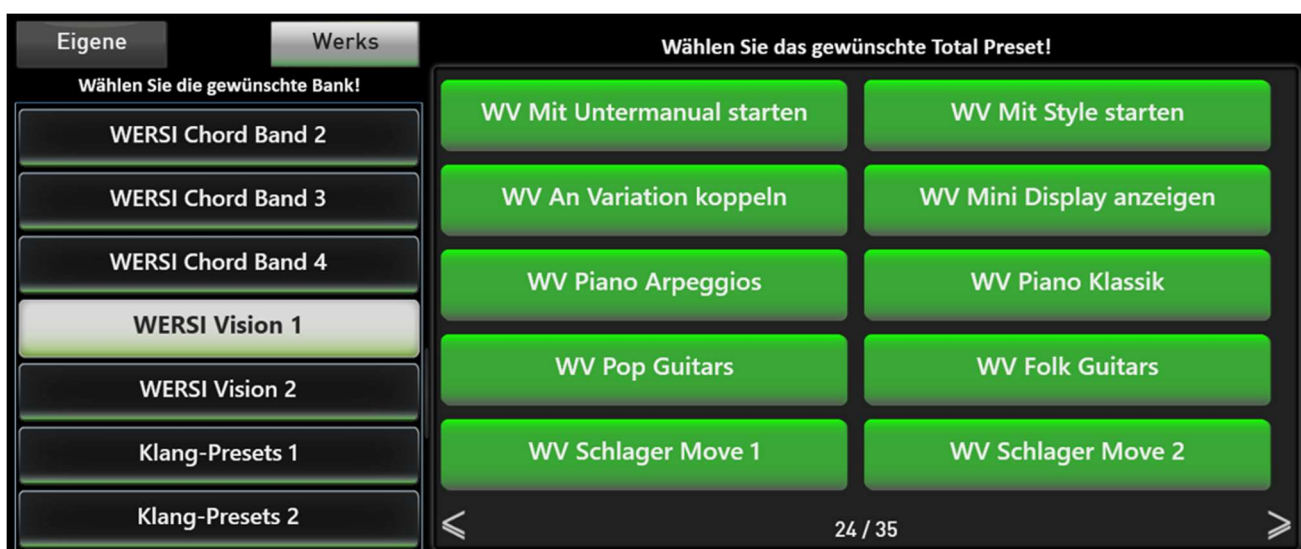 Eigene
Werks
Wählen Sie die gewünschte Bank!
WERSI Chord Band 2
WERSI Chord Band 3
WERSI Chord Band 4
WERSI Vision 1
WERSI Vision 2
Klang-Presets 1
Klang-Presets 2
Wählen Sie das gewünschte Total Preset!
WV Mit Untermanual starten
WV Mit Style starten
WV An Variation koppeln
WV Mini Display anzeigen
WV Piano Arpeggios
WV Piano Klassik
WV Pop Guitars
WV Folk Guitars
WV Schlager Move 1
WV Schlager Move 2
24 / 35